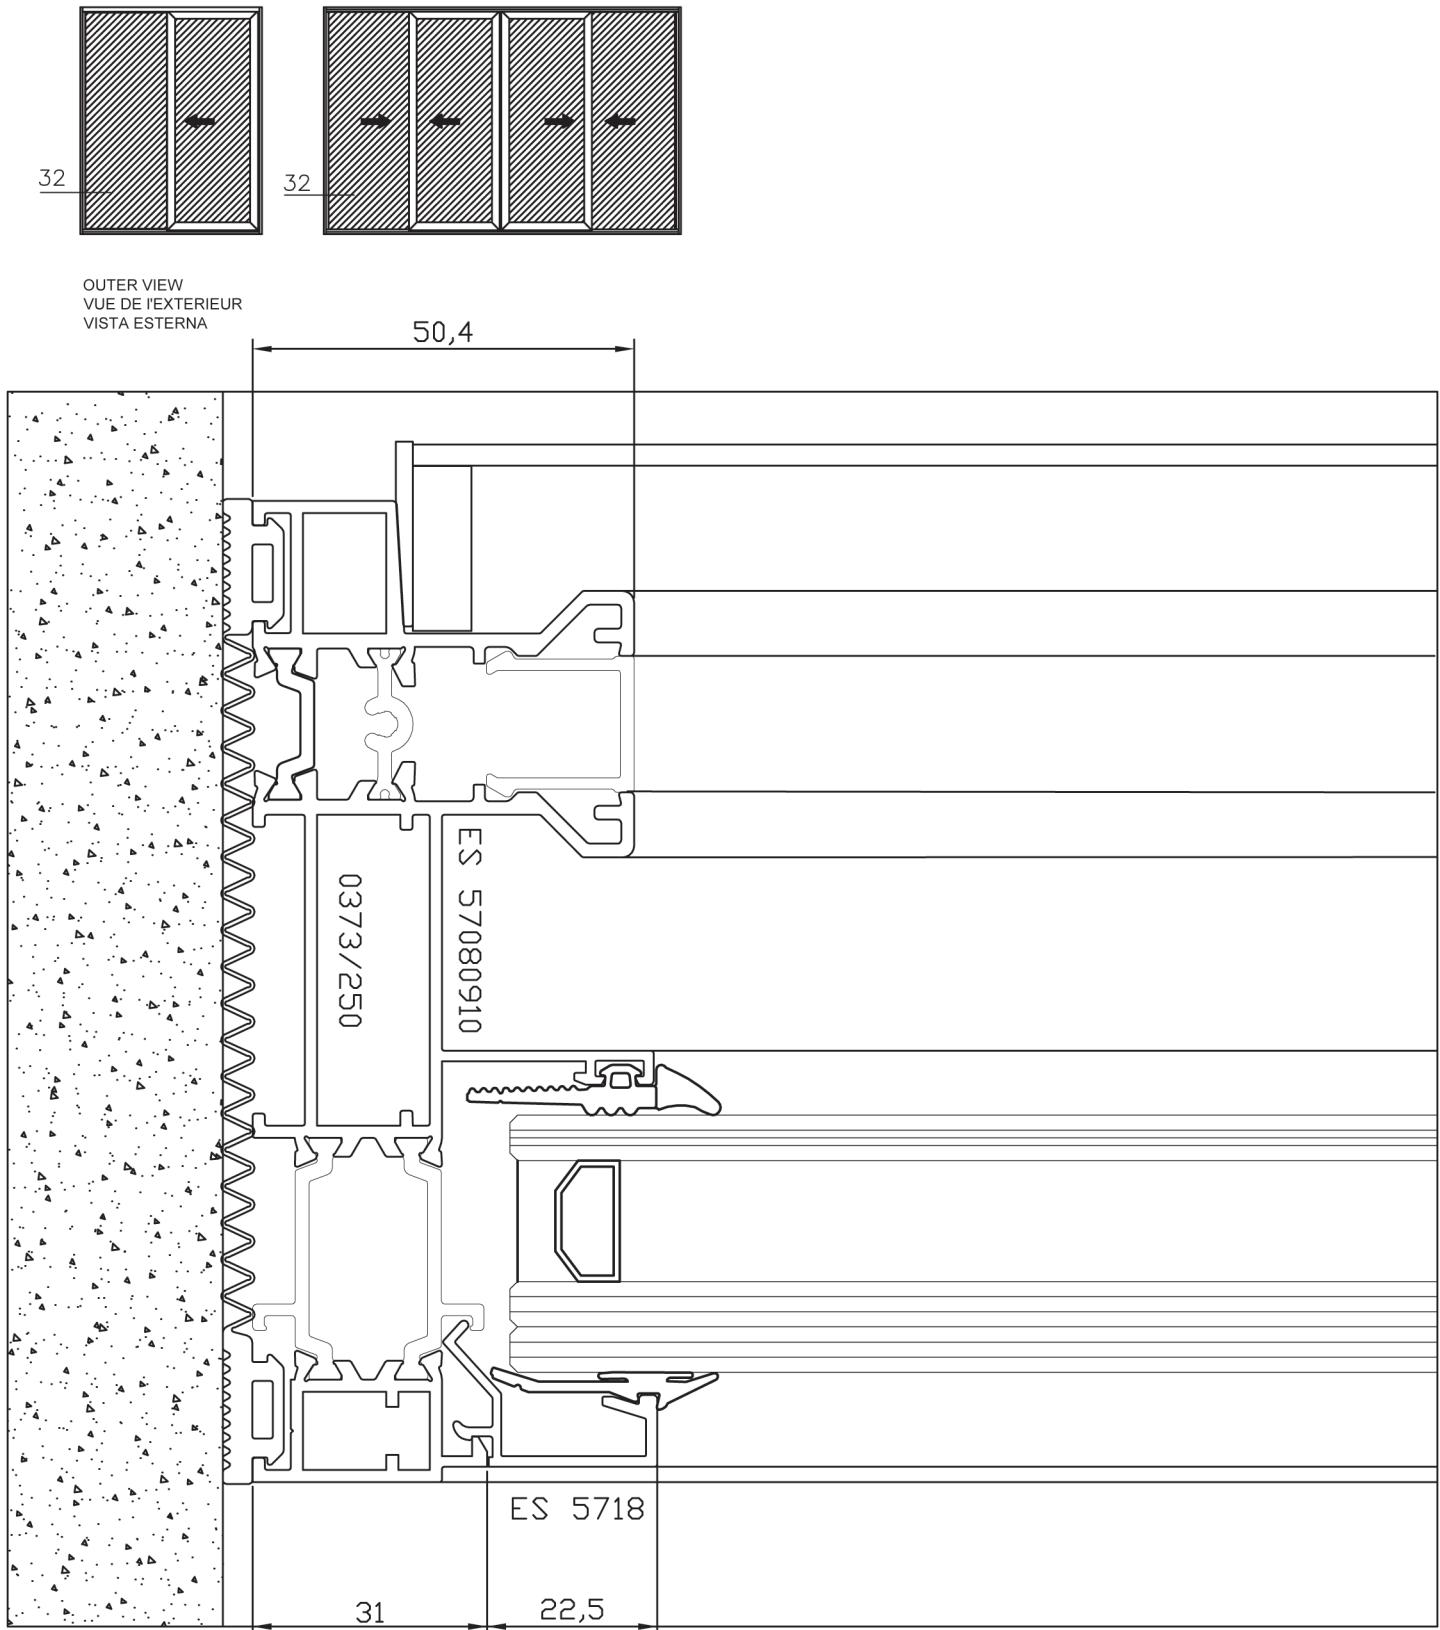 32
32
OUTER VIEW
VUE DE l'EXTERIEUR
VISTA ESTERNA
50,4
ES 57080910
0373/250
ES 5718
31
22,5